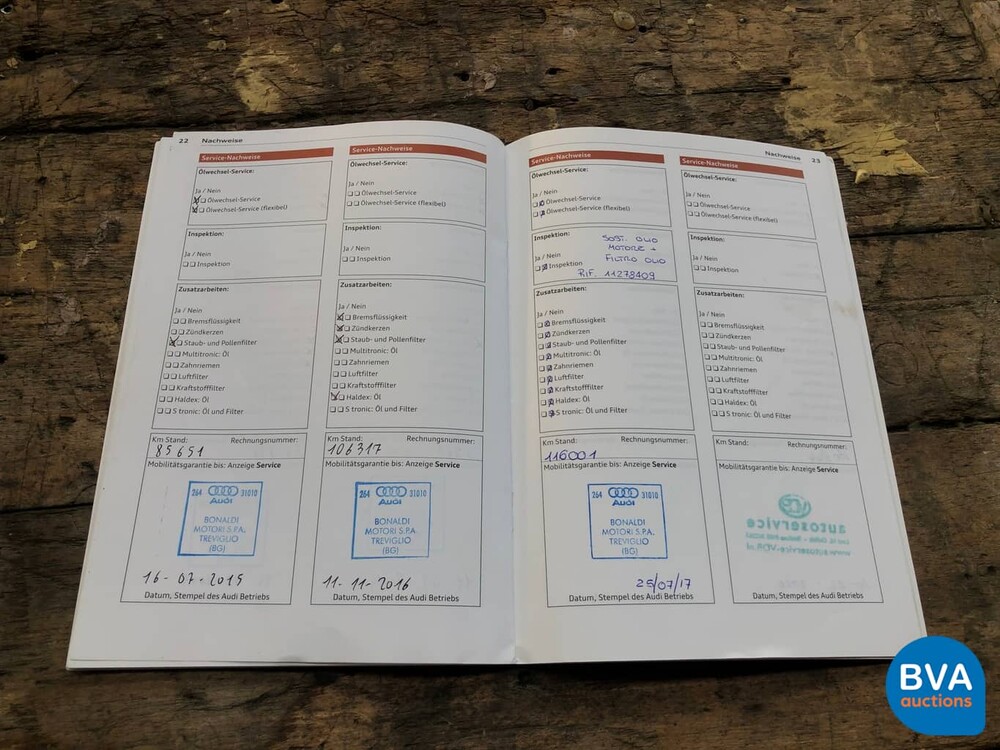 22 Nachweise
Service-Nachweise
Ölwechsel-Service:
Ja / Nein
Ölwechsel-Service
Ölwechsel-Service (flexibel)
Inspektion:
Ja / Nein
Inspektion
Zusatzarbeiten:
Ja / Nein
Bremsflüssigkeit
Zündkerzen
Staub- und Pollenfilter
Multitronic: Öl
Zahnriemen
Luftfilter
Kraftstofffilter
Haldex: Öl
S tronic: Öl und Filter
Km Stand: Rechnungsnummer:
85651
Mobilitätsgarantie bis: Anzeige Service
264 31010
Audi
BONALDI
MOTORI S.P.A.
TREVIGLIO
(BG)
16-07-2015
Datum, Stempel des Audi Betriebs
Service-Nachweise
Ölwechsel-Service:
Ja / Nein
Ölwechsel-Service
Ölwechsel-Service (flexibel)
Inspektion:
Ja / Nein
Inspektion
Zusatzarbeiten:
Ja / Nein
Bremsflüssigkeit
Zündkerzen
Staub- und Pollenfilter
Multitronic: Öl
Zahnriemen
Luftfilter
Kraftstofffilter
Haldex: Öl
S tronic: Öl und Filter
Km Stand: Rechnungsnummer:
106317
Mobilitätsgarantie bis: Anzeige Service
264 31010
Audi
BONALDI
MOTORI S.P.A.
TREVIGLIO
(BG)
11-11-2016
Datum, Stempel des Audi Betriebs
Nachweise 23
Service-Nachweise
Ölwechsel-Service:
Ja / Nein
Ölwechsel-Service
Ölwechsel-Service (flexibel)
Inspektion: SOST. OLIO
MOTORE +
Ja / Nein FILTRO OLIO
Inspektion RIF. 11273409
Zusatzarbeiten:
Ja / Nein
Bremsflüssigkeit
Zündkerzen
Staub- und Pollenfilter
Multitronic: Öl
Zahnriemen
Luftfilter
Kraftstofffilter
Haldex: Öl
S tronic: Öl und Filter
Km Stand: Rechnungsnummer:
116001
Mobilitätsgarantie bis: Anzeige Service
264 31010
Audi
BONALDI
MOTORI S.P.A.
TREVIGLIO
(BG)
25/07/17
Datum, Stempel des Audi Betriebs
Service-Nachweise
Ölwechsel-Service:
Ja / Nein
Ölwechsel-Service
Ölwechsel-Service (flexibel)
Inspektion:
Ja / Nein
Inspektion
Zusatzarbeiten:
Ja / Nein
Bremsflüssigkeit
Zündkerzen
Staub- und Pollenfilter
Multitronic: Öl
Zahnriemen
Luftfilter
Kraftstofffilter
Haldex: Öl
S tronic: Öl und Filter
Km Stand: Rechnungsnummer:
Mobilitätsgarantie bis: Anzeige Service
autoservice
Datum, Stempel des Audi Betriebs
BVA
auctions